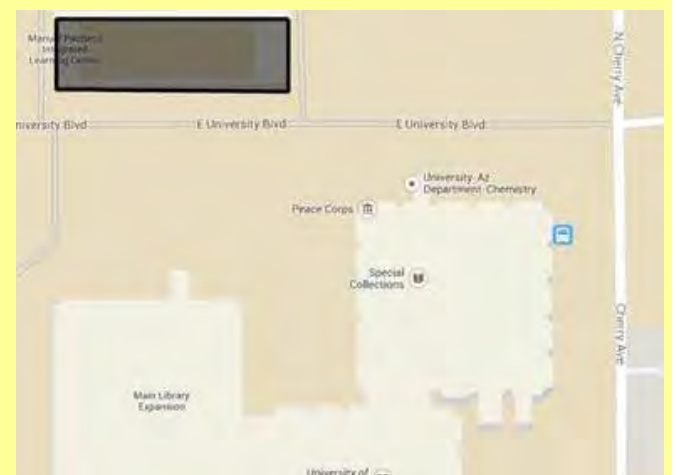 Manuel Pacheco
Integrated
Learning Center
N Cherry Ave
niversity Blvd
E University Blvd
E University Blvd
University Az
Department Chemistry
Peace Corps
Special
Collections
Cherry Ave
Main Library
Expansion
University of